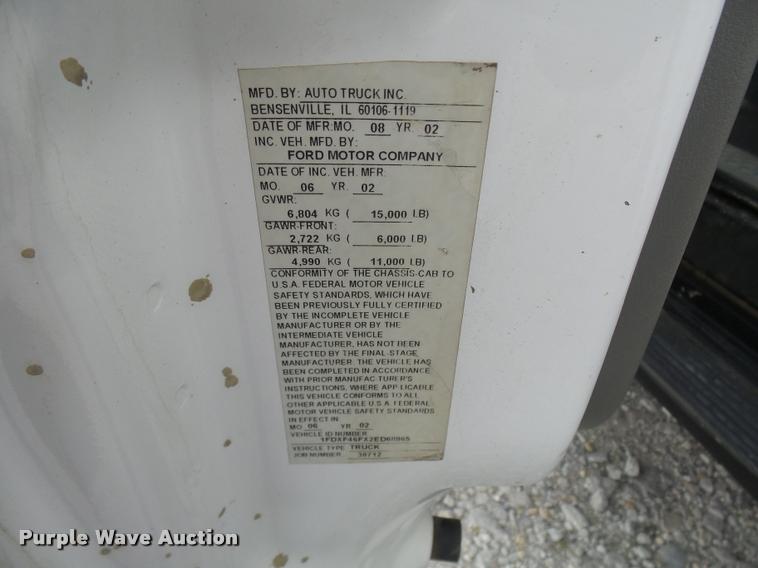 MFD. BY: AUTO TRUCK INC.
BENSENVILLE, IL 60106-1119
DATE OF MFR:MO. 08 YR. 02
INC. VEH. MFD. BY:
FORD MOTOR COMPANY
DATE OF INC. VEH. MFR:
MO. 06 YR. 02
GVWR:
6,804 KG ( 15,000 LB)
GAWR-FRONT:
2,722 KG ( 6,000 LB)
GAWR-REAR:
4,990 KG ( 11,000 LB)
CONFORMITY OF THE CHASSIS-CAB TO
U.S.A. FEDERAL MOTOR VEHICLE
SAFETY STANDARDS, WHICH HAVE
BEEN PREVIOUSLY FULLY CERTIFIED
BY THE INCOMPLETE VEHICLE
MANUFACTURER OR BY THE
INTERMEDIATE VEHICLE
MANUFACTURER, HAS NOT BEEN
AFFECTED BY THE FINAL-STAGE
MANUFACTURER. THE VEHICLE HAS
BEEN COMPLETED IN ACCORDANCE
WITH PRIOR MANUFACTURER'S
INSTRUCTIONS, WHERE APPLICABLE
THIS VEHICLE CONFORMS TO ALL
OTHER APPLICABLE U.S.A. FEDERAL
MOTOR VEHICLE SAFETY STANDARDS
IN EFFECT IN
MO 06 YR 02
VEHICLE ID NUMBER
VEHICLE TYPE TRUCK
JOB NUMBER 38712
Purple Wave Auction